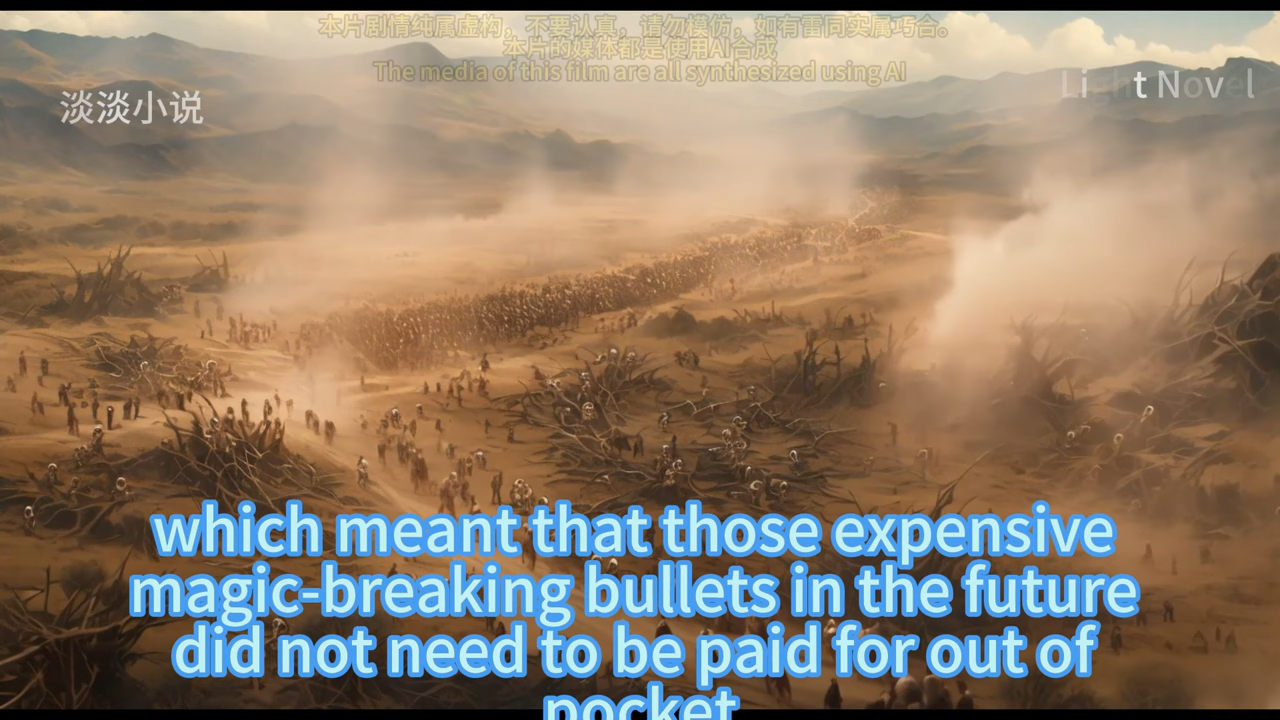 本片剧情纯属虚构，不要认真，请勿模仿，如有雷同实属巧合。
本片的媒体都是使用AI合成
The media of this film are all synthesized using AI
淡淡小说
Light Novel
which meant that those expensive
magic-breaking bullets in the future
did not need to be paid for out of
pocket